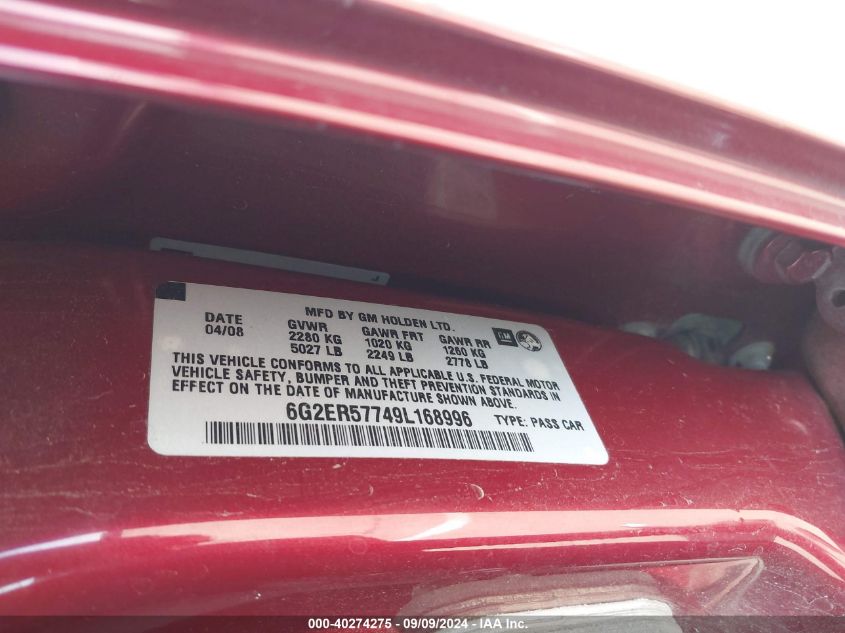 MFD BY GM HOLDEN LTD.
DATE GVWR GAWR FRT GAWR RR
04/08 2280 KG 1020 KG 1260 KG
5027 LB 2249 LB 2778 LB
GM
THIS VEHICLE CONFORMS TO ALL APPLICABLE U.S. FEDERAL MOTOR
VEHICLE SAFETY, BUMPER AND THEFT PREVENTION STANDARDS IN
EFFECT ON THE DATE OF MANUFACTURE SHOWN ABOVE.
6G2ER57749L168996 TYPE: PASS CAR
000-40274275 - 09/09/2024 - IAA Inc.